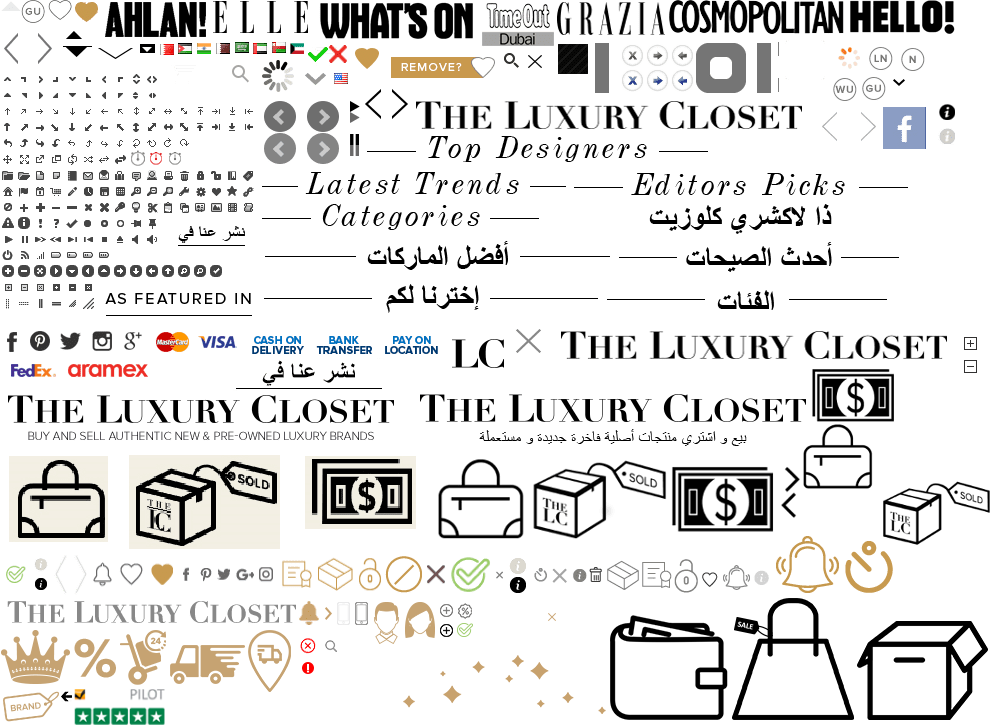 GU AHLAN! ELLE WHAT'S ON TimeOut Dubai GRAZIA COSMOPOLITAN HELLO!
REMOVE?
LN N
WU GU
THE LUXURY CLOSET
Top Designers
Latest Trends Editors Picks
Categories ذا لاكشري كلوزيت
نشر عنا في
أفضل الماركات أحدث الصيحات
AS FEATURED IN إخترنا لكم الفئات
MasterCard VISA CASH ON DELIVERY BANK TRANSFER PAY ON LOCATION LC THE LUXURY CLOSET
FedEx aramex
نشر عنا في
THE LUXURY CLOSET THE LUXURY CLOSET
BUY AND SELL AUTHENTIC NEW & PRE-OWNED LUXURY BRANDS بيع و اشتري منتجات أصلية فاخرة جديدة و مستعملة
THE LC SOLD $ THE LC SOLD $ THE LC SOLD
THE LUXURY CLOSET
24
SALE
BRAND
PILOT